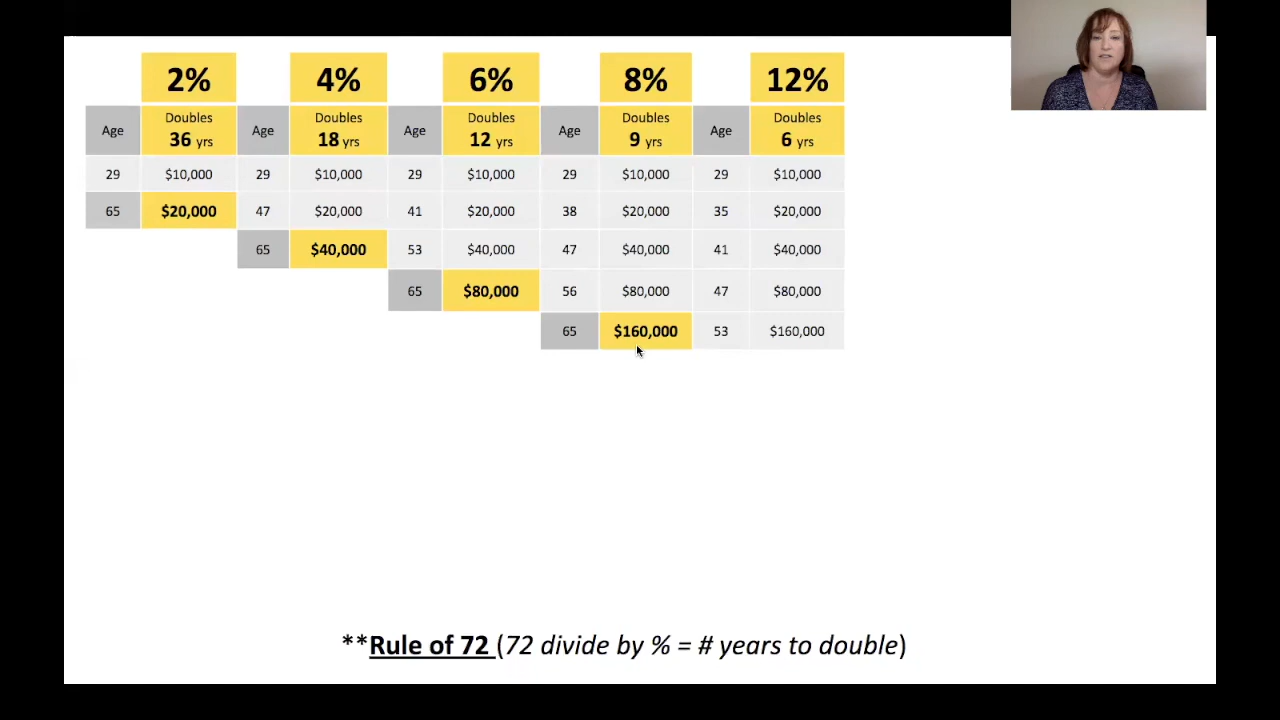 2% 4% 6% 8% 12%
Age Doubles 36 yrs Age Doubles 18 yrs Age Doubles 12 yrs Age Doubles 9 yrs Age Doubles 6 yrs
29 $10,000 29 $10,000 29 $10,000 29 $10,000 29 $10,000
65 $20,000 47 $20,000 41 $20,000 38 $20,000 35 $20,000
65 $40,000 53 $40,000 47 $40,000 41 $40,000
65 $80,000 56 $80,000 47 $80,000
65 $160,000 53 $160,000
**Rule of 72 (72 divide by % = # years to double)